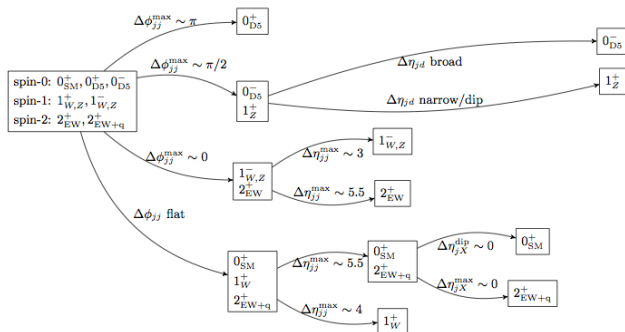 Δϕ_jj^max ∼ π
0^+_D5
Δϕ_jj^max ∼ π/2
0^-_D5
Δη_jd broad
spin-0: 0^+_SM, 0^+_D5, 0^-_D5
spin-1: 1^+_W,Z, 1^-_W,Z
spin-2: 2^+_EW, 2^+_EW+q
0^-_D5
1^+_Z
1^+_Z
Δη_jd narrow/dip
Δϕ_jj^max ∼ 0
Δη_jj^max ∼ 3
1^-_W,Z
1^-_W,Z
2^+_EW
Δη_jj^max ∼ 5.5
2^+_EW
Δϕ_jj flat
0^+_SM
1^+_W
2^+_EW+q
Δη_jj^max ∼ 5.5
0^+_SM
2^+_EW+q
Δη_jX^dip ∼ 0
0^+_SM
Δη_jX^max ∼ 0
2^+_EW+q
Δη_jj^max ∼ 4
1^+_W